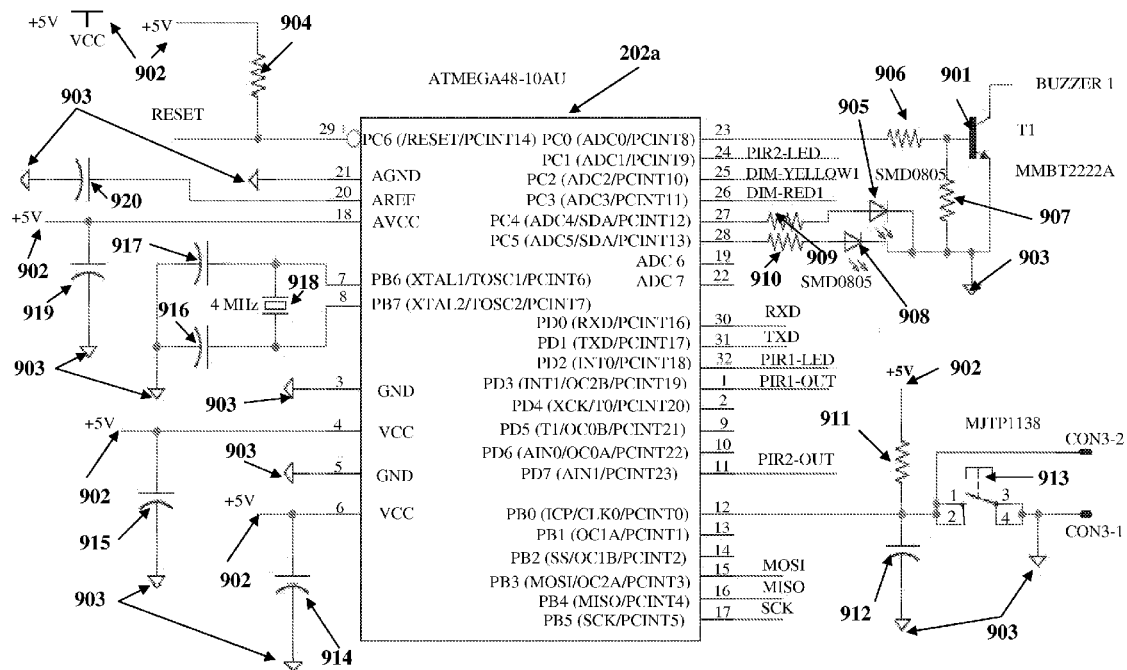 +5V
VCC
902
+5V
904
202a
ATMEGA48-10AU
906
901
BUZZER 1
903
RESET
905
T1
29
1
PC6 (/RESET/PCINT14)
PC0 (ADC0/PCINT8)
23
PC1 (ADC1/PCINT9)
24
PIR2-LED
MMBT2222A
21
AGND
PC2 (ADC2/PCINT10)
25
DIM-YELLOW1
SMD0805
920
20
AREF
PC3 (ADC3/PCINT11)
26
DIM-RED1
907
+5V
18
AVCC
PC4 (ADC4/SDA/PCINT12)
27
917
PC5 (ADC5/SDA/PCINT13)
28
909
902
ADC 6
19
903
919
918
7
PB6 (XTAL1/TOSC1/PCINT6)
ADC 7
22
910
SMD0805
916
4 MHz
8
PB7 (XTAL2/TOSC2/PCINT7)
908
PD0 (RXD/PCINT16)
30
RXD
PD1 (TXD/PCINT17)
31
TXD
903
PD2 (INT0/PCINT18)
32
PIR1-LED
902
+5V
903
3
GND
PD3 (INT1/OC2B/PCINT19)
1
PIR1-OUT
PD4 (XCK/T0/PCINT20)
2
+5V
4
VCC
PD5 (T1/OC0B/PCINT21)
9
911
MJTP1138
902
903
PD6 (AIN0/OC0A/PCINT22)
10
CON3-2
5
GND
PD7 (AIN1/PCINT23)
11
PIR2-OUT
913
+5V
6
VCC
PB0 (ICP/CLK0/PCINT0)
12
1
3
2
4
915
PB1 (OC1A/PCINT1)
13
CON3-1
902
PB2 (SS/OC1B/PCINT2)
14
903
PB3 (MOSI/OC2A/PCINT3)
15
MOSI
PB4 (MISO/PCINT4)
16
MISO
912
903
914
PB5 (SCK/PCINT5)
17
SCK